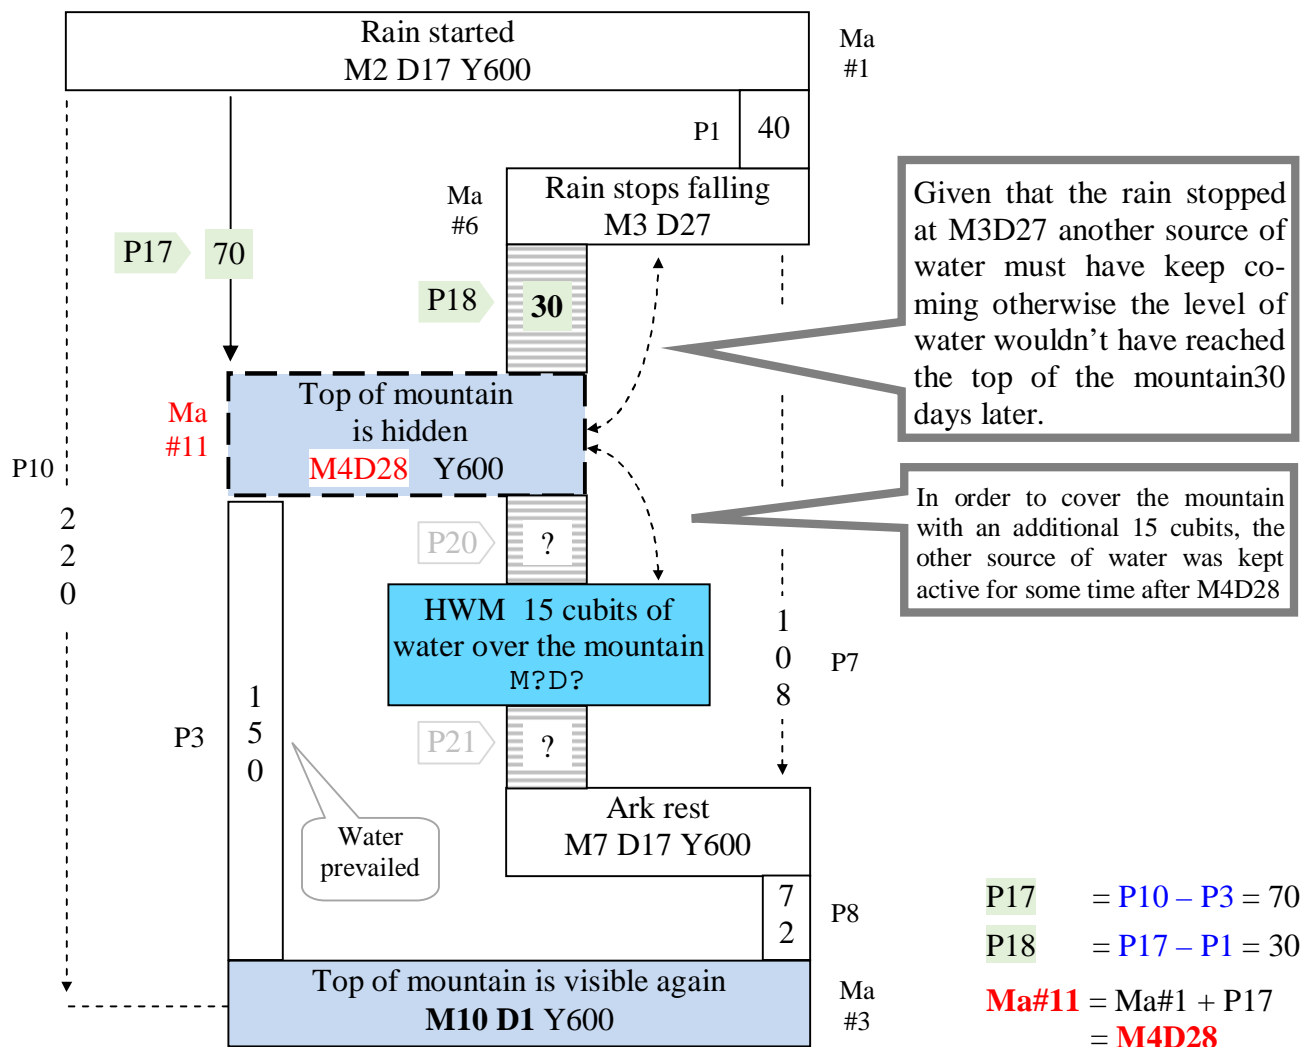 Rain started
M2 D17 Y600
Ma
#1
P1
40
Ma
#6
Rain stops falling
M3 D27
P17
70
P18
30
Given that the rain stopped
at M3D27 another source of
water must have keep co-
ming otherwise the level of
water wouldn’t have reached
the top of the mountain30
days later.
Ma
#11
Top of mountain
is hidden
M4D28 Y600
P10
2
2
0
In order to cover the mountain
with an additional 15 cubits, the
other source of water was kept
active for some time after M4D28
P20
?
HWM 15 cubits of
water over the mountain
M?D?
1
0
8
P7
P3
1
5
0
P21
?
Water
prevailed
Ark rest
M7 D17 Y600
7
2
P8
Top of mountain is visible again
M10 D1 Y600
Ma
#3
P17 = P10 – P3 = 70
P18 = P17 – P1 = 30
Ma#11 = Ma#1 + P17
= M4D28